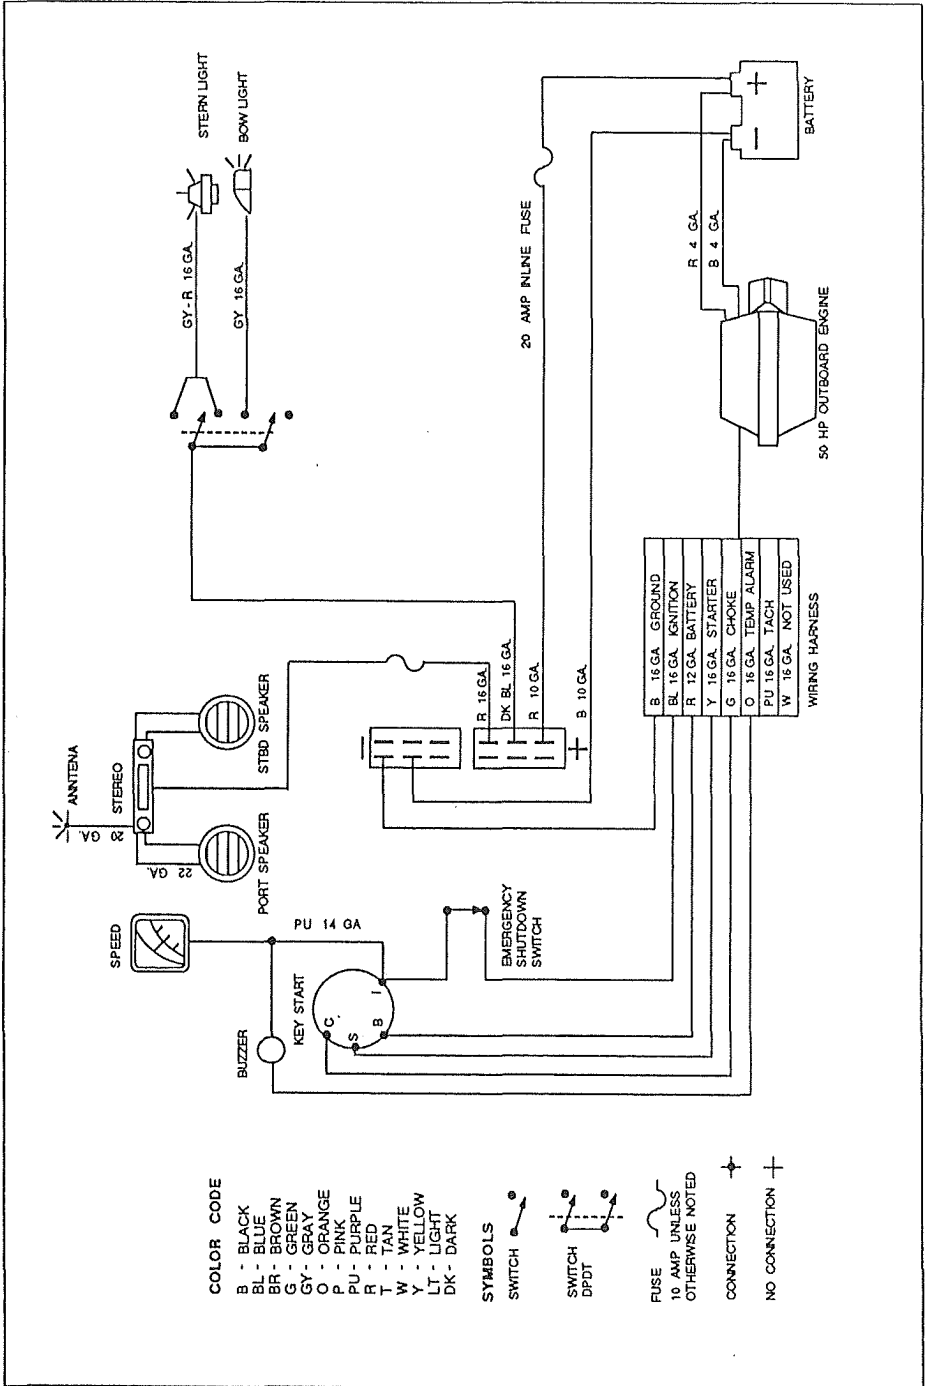 ANNTENA
20 GA.
STEREO
22 GA.
PORT SPEAKER
STBD SPEAKER
STERN LIGHT
BOW LIGHT
GY - R 16 GA.
GY 16 GA.
SPEED
BUZZER
KEY START
PU 14 GA
C
S
B
I
EMERGENCY
SHUTDOWN
SWITCH
R 16 GA.
DK BL 16 GA.
R 10 GA.
B 10 GA.
20 AMP INLINE FUSE
R 4 GA.
B 4 GA.
+
−
BATTERY
50 HP OUTBOARD ENGINE
−
+
B 16 GA. GROUND
BL 16 GA. IGNITION
R 12 GA. BATTERY
Y 16 GA. STARTER
G 16 GA. CHOKE
O 16 GA. TEMP ALARM
PU 16 GA. TACH
W 16 GA. NOT USED
WIRING HARNESS
COLOR CODE
B - BLACK
BL - BLUE
BR - BROWN
G - GREEN
GY - GRAY
O - ORANGE
P - PINK
PU - PURPLE
R - RED
T - TAN
W - WHITE
Y - YELLOW
LT - LIGHT
DK - DARK
SYMBOLS
SWITCH
SWITCH
DPDT
FUSE
10 AMP UNLESS
OTHERWISE NOTED
CONNECTION
NO CONNECTION